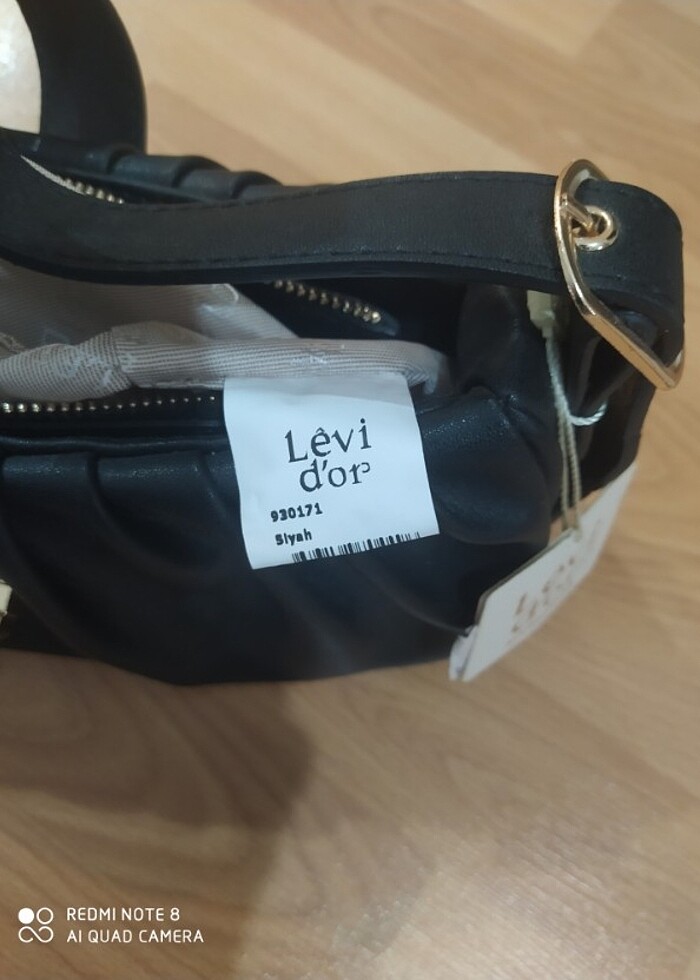 Lêvi
d'or
930171
Siyah
REDMI NOTE 8
AI QUAD CAMERA